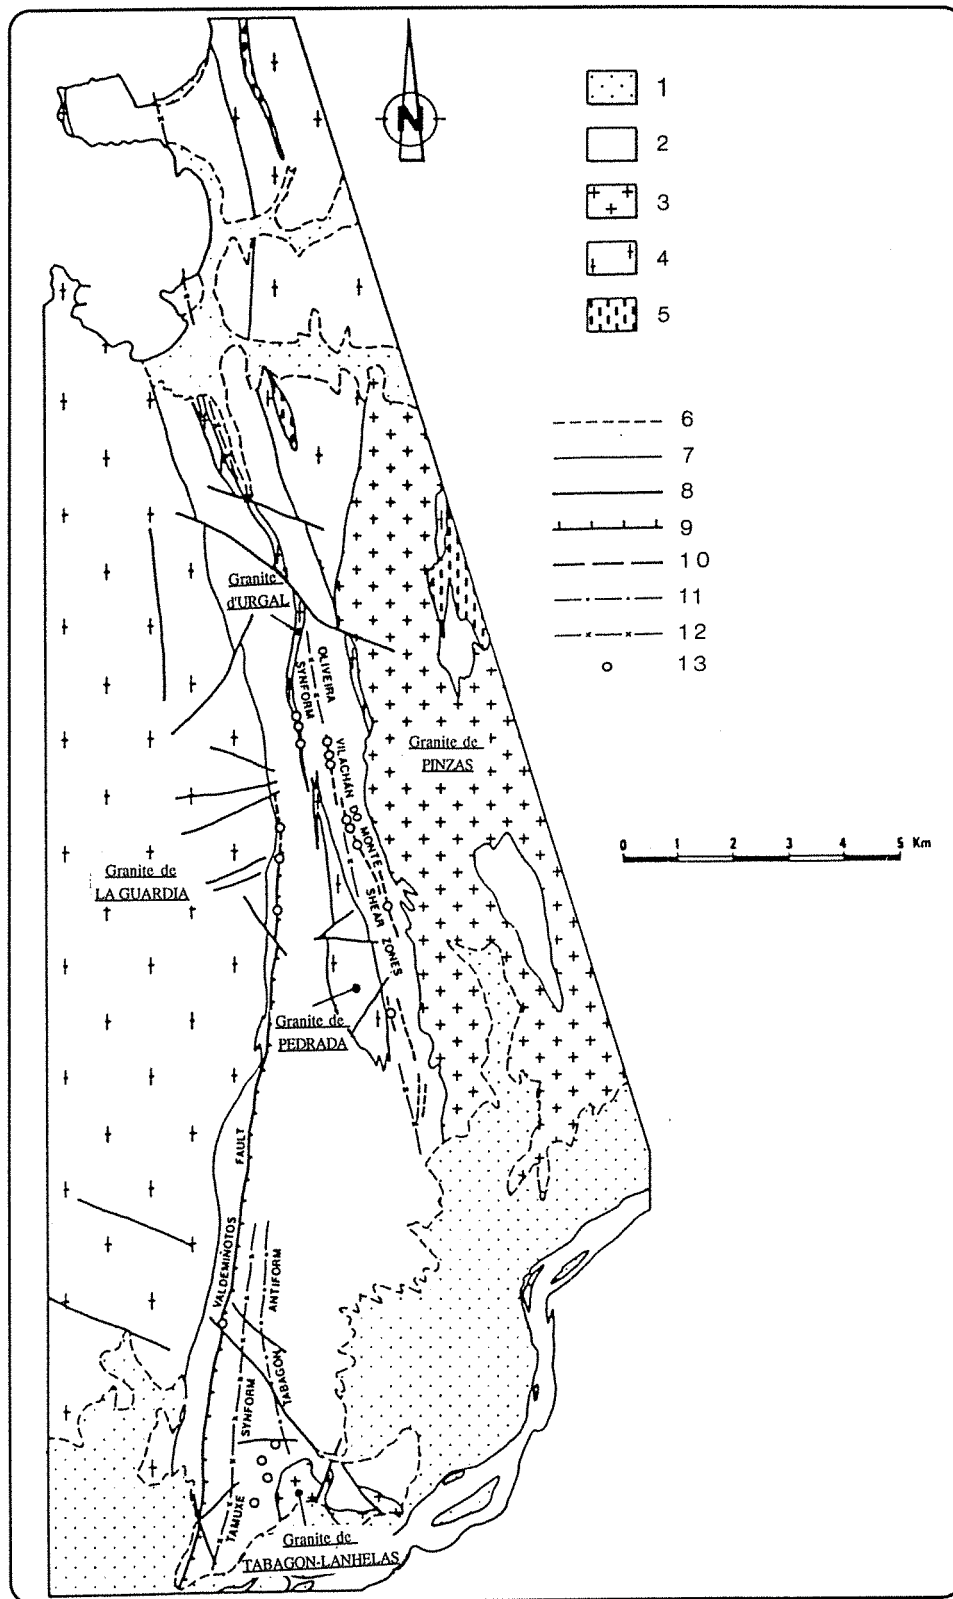 N
1
2
3
4
5
6
7
8
9
10
11
12
13
Granite
d'URGAL
OLIVEIRA
SYNFORM
VILACHÁN DO MONTE
SHEAR ZONES
Granite de
PINZAS
0 1 2 3 4 5 Km
Granite de
LA GUARDIA
Granite de
PEDRADA
VALDEMIÑOTOS FAULT
TABAGON ANTIFORM
TAMUXE SYNFORM
Granite de
TABAGON-LANHELAS